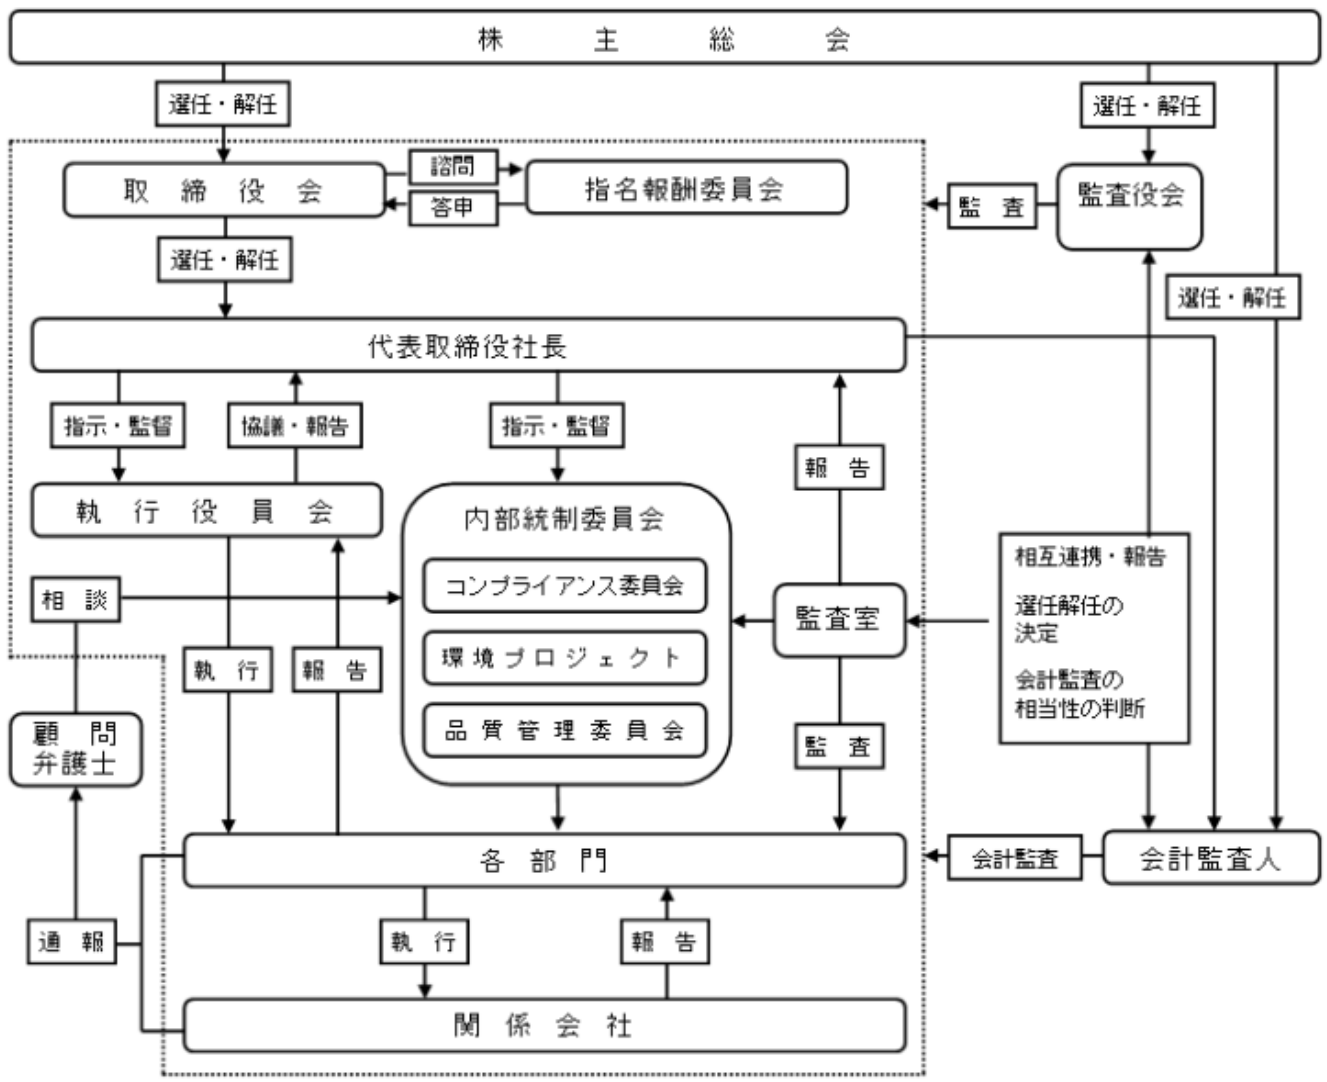 株主総会
選任・解任
選任・解任
取締役会
諮問
答申
指名報酬委員会
監査
監査役会
選任・解任
選任・解任
代表取締役社長
指示・監督
協議・報告
指示・監督
報告
執行役員会
内部統制委員会
コンプライアンス委員会
環境プロジェクト
品質管理委員会
相談
監査室
相互連携・報告
選任解任の
決定
会計監査の
相当性の判断
執行
報告
顧問
弁護士
監査
各部門
会計監査
会計監査人
通報
執行
報告
関係会社